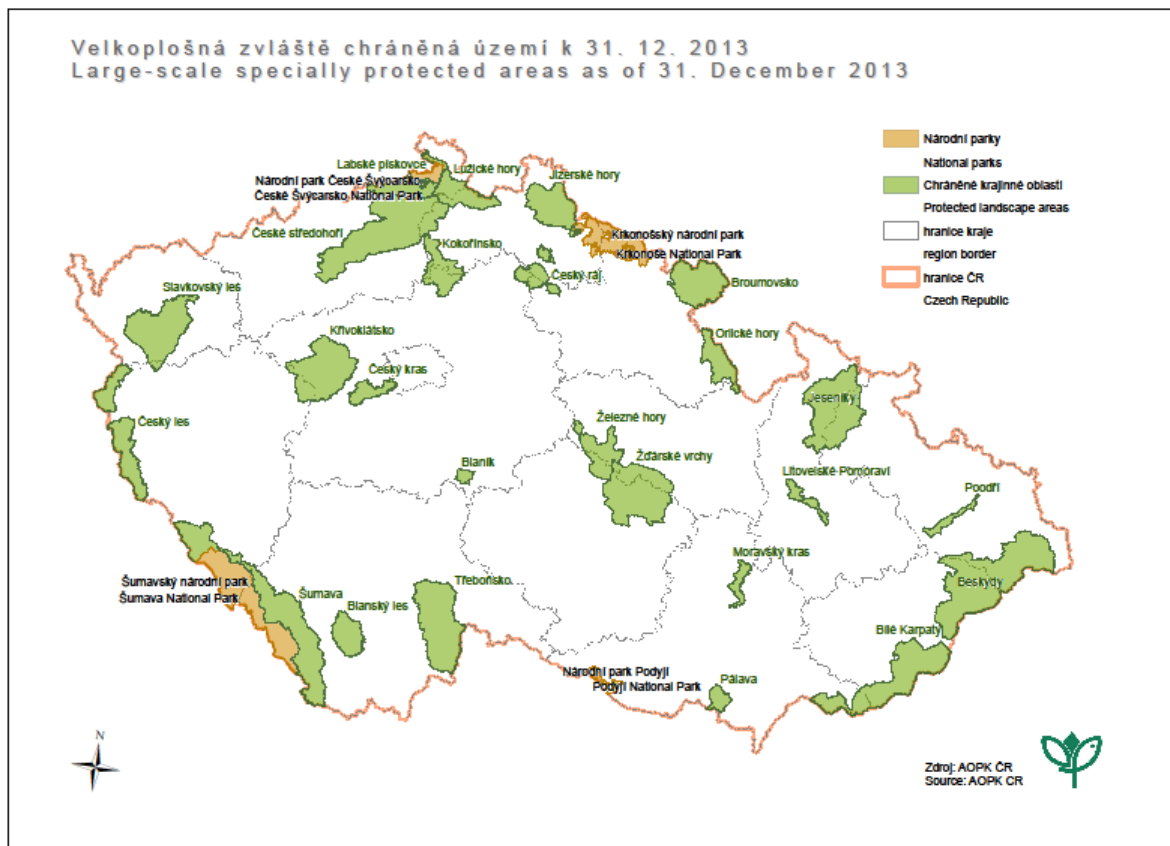 Velkoplošná zvláště chráněná území k 31. 12. 2013
Large-scale specially protected areas as of 31. December 2013
Národní parky
National parks
Chráněné krajinné oblasti
Protected landscape areas
hranice kraje
region border
hranice ČR
Czech Republic
Labské pískovce
Lužické hory
Národní park České Švýcarsko
České Švýcarsko National Park
Jizerské hory
České středohoří
Kokořínsko
Krkonošský národní park
Krkonoše National Park
Český ráj
Broumovsko
Slavkovský les
Křivoklátsko
Orlické hory
Český kras
Jeseníky
Český les
Železné hory
Žďárské vrchy
Blaník
Litovelské Pomoraví
Poodří
Moravský kras
Šumavský národní park
Šumava National Park
Šumava
Blanský les
Třeboňsko
Beskydy
Bílé Karpaty
Národní park Podyjí
Podyjí National Park
Pálava
N
Zdroj: AOPK ČR
Source: AOPK CR